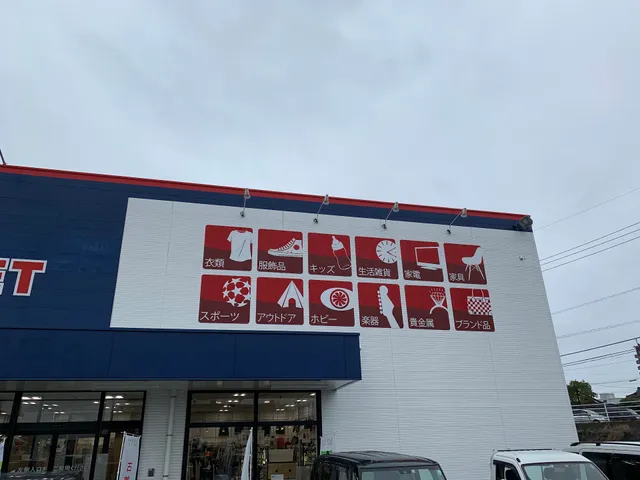 ET
衣類
服飾品
キッズ
生活雑貨
家電
家具
スポーツ
アウトドア
ホビー
楽器
貴金属
ブランド品